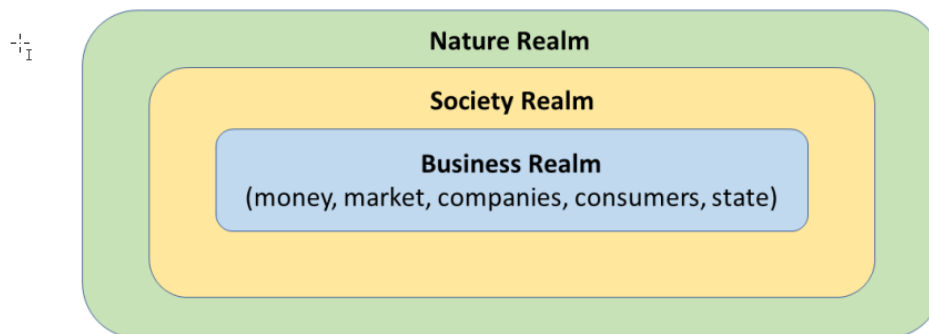 Nature Realm
Society Realm
Business Realm
(money, market, companies, consumers, state)